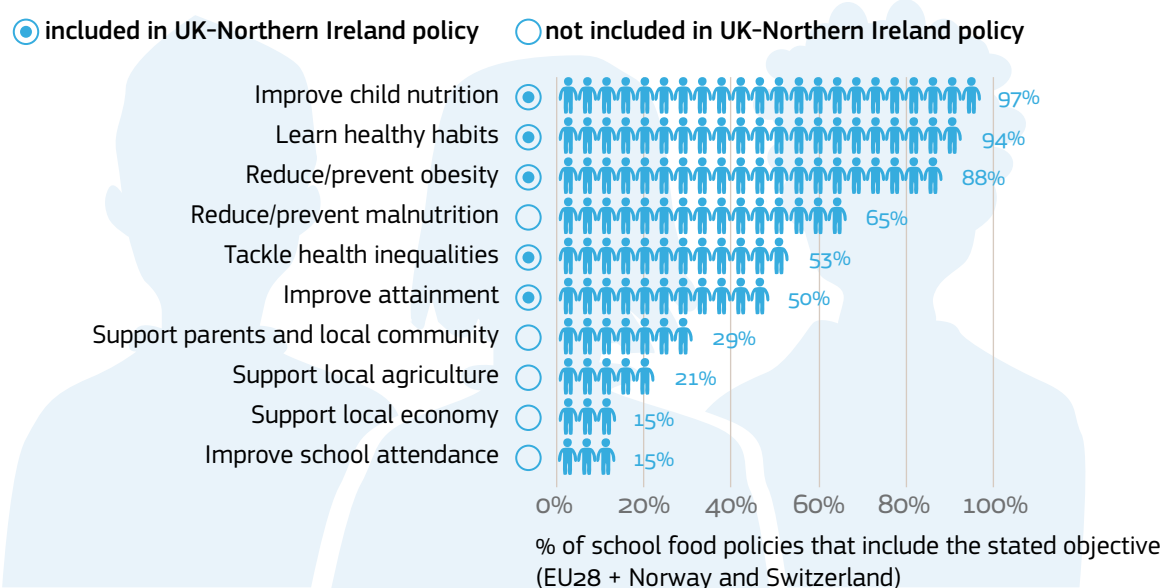 included in UK-Northern Ireland policy not included in UK-Northern Ireland policy
Improve child nutrition 97%
Learn healthy habits 94%
Reduce/prevent obesity 88%
Reduce/prevent malnutrition 65%
Tackle health inequalities 53%
Improve attainment 50%
Support parents and local community 29%
Support local agriculture 21%
Support local economy 15%
Improve school attendance 15%
0% 20% 40% 60% 80% 100%
% of school food policies that include the stated objective
(EU28 + Norway and Switzerland)